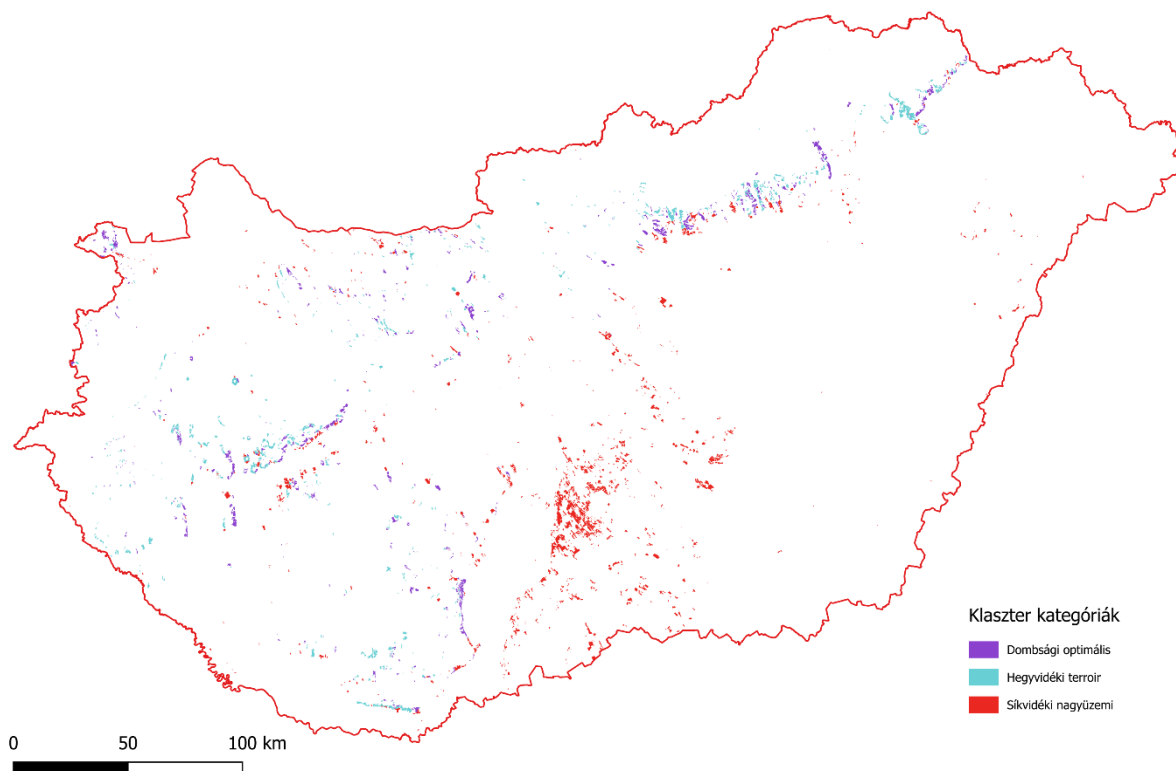 Klaszter kategóriák
Dombsági optimális
Hegyvidéki terroir
Síkvidéki nagyüzemi
0 50 100 km